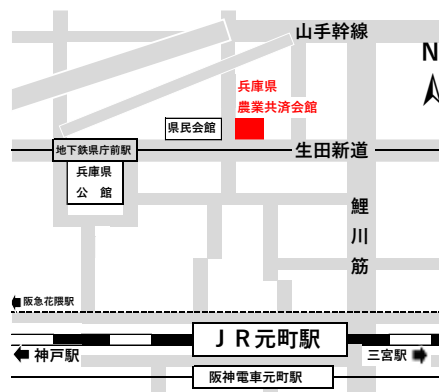 山手幹線
N
兵庫県
農業共済会館
県民会館
地下鉄県庁前駅
生田新道
兵庫県
公　館
鯉川筋
阪急花隈駅
ＪＲ元町駅
神戸駅
三宮駅
阪神電車元町駅